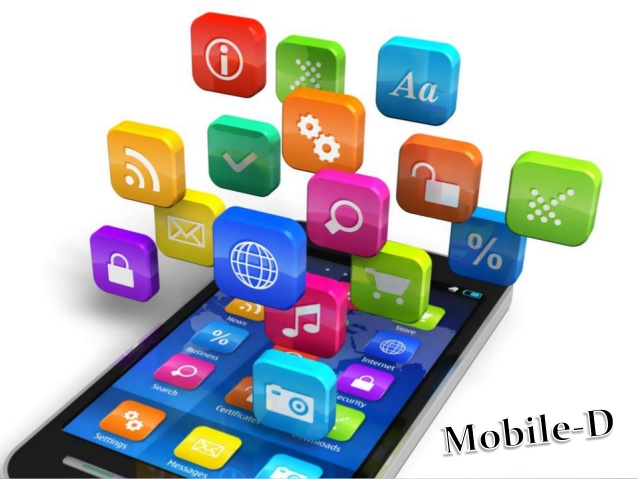 Aa
%
News
Store
%
Business
Internet
Search
Security
Certificates
Downloads
Settings
Messages
Mobile-D